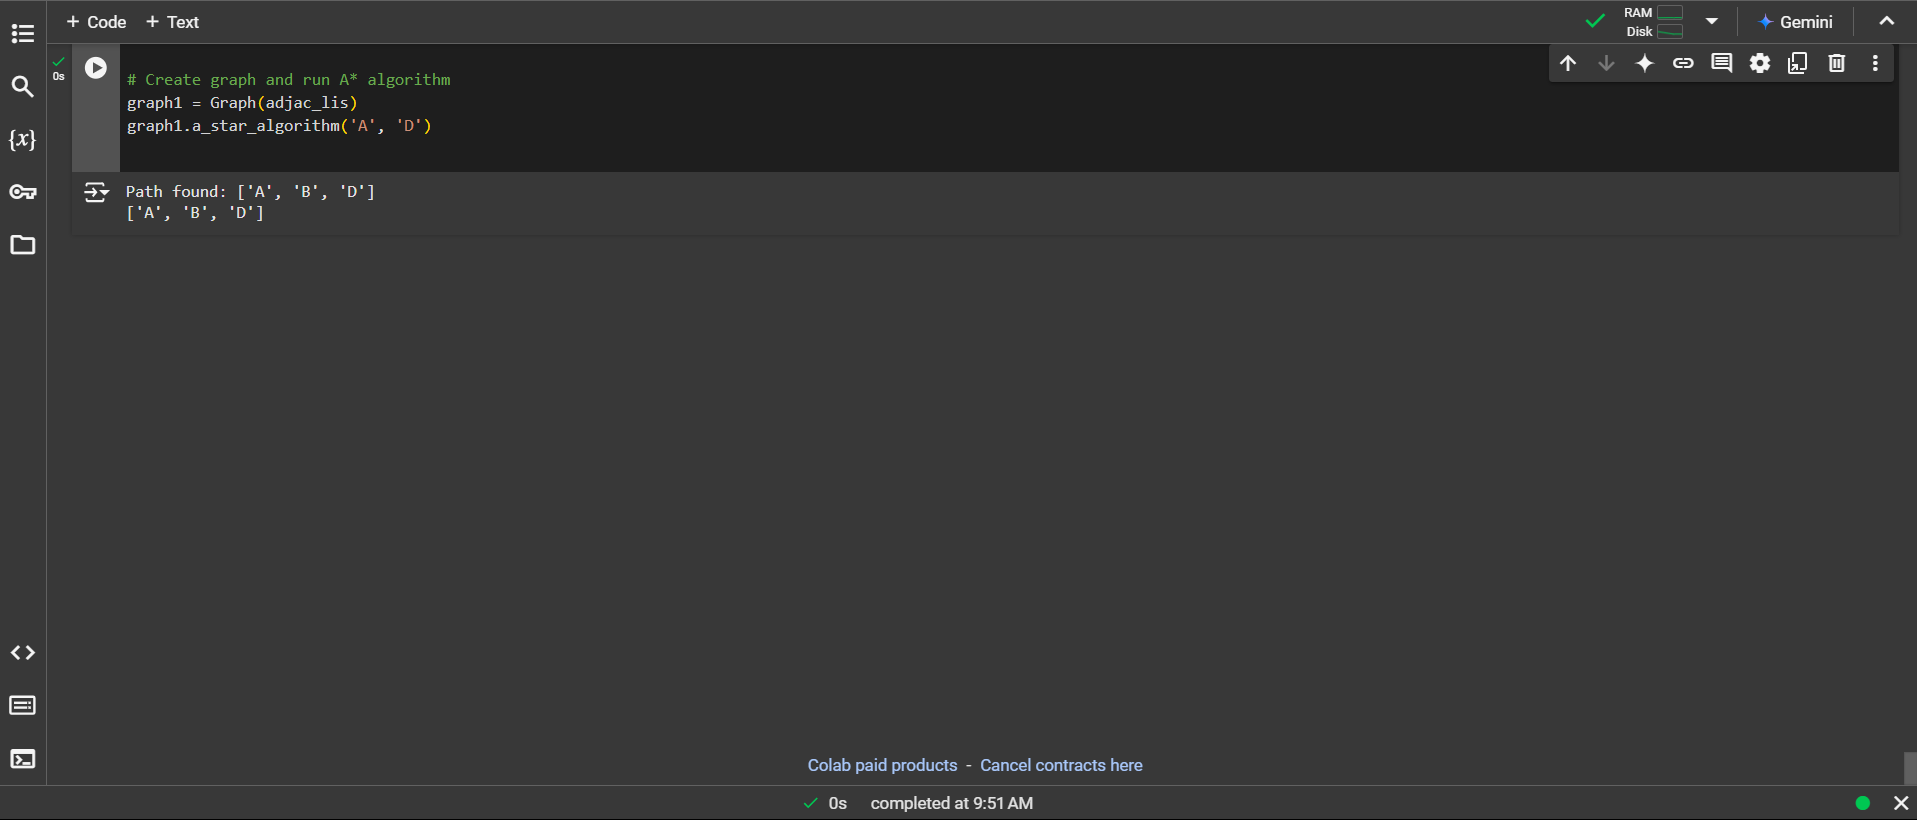 + Code + Text
RAM
Disk
Gemini
0s
{x}
# Create graph and run A* algorithm
graph1 = Graph(adjac_lis)
graph1.a_star_algorithm('A', 'D')
Path found: ['A', 'B', 'D']
['A', 'B', 'D']
Colab paid products - Cancel contracts here
0s completed at 9:51 AM